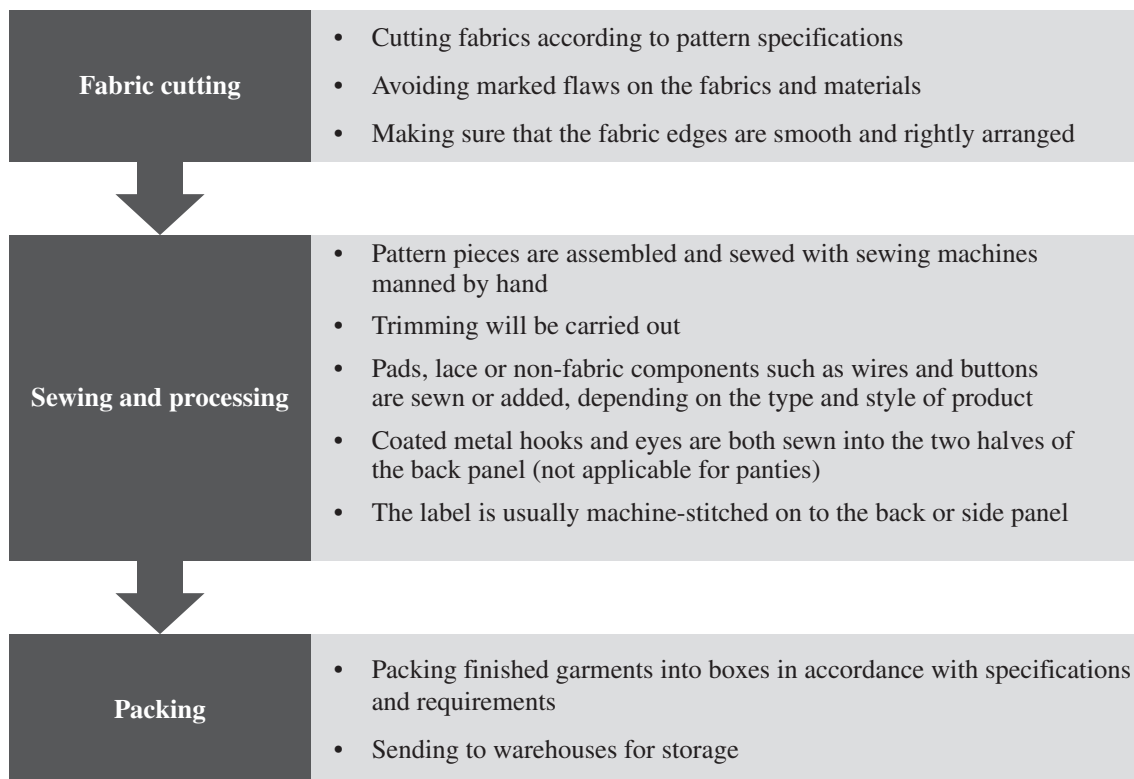 Fabric cutting
• Cutting fabrics according to pattern specifications
• Avoiding marked flaws on the fabrics and materials
• Making sure that the fabric edges are smooth and rightly arranged
Sewing and processing
• Pattern pieces are assembled and sewed with sewing machines
manned by hand
• Trimming will be carried out
• Pads, lace or non-fabric components such as wires and buttons
are sewn or added, depending on the type and style of product
• Coated metal hooks and eyes are both sewn into the two halves of
the back panel (not applicable for panties)
• The label is usually machine-stitched on to the back or side panel
Packing
• Packing finished garments into boxes in accordance with specifications
and requirements
• Sending to warehouses for storage